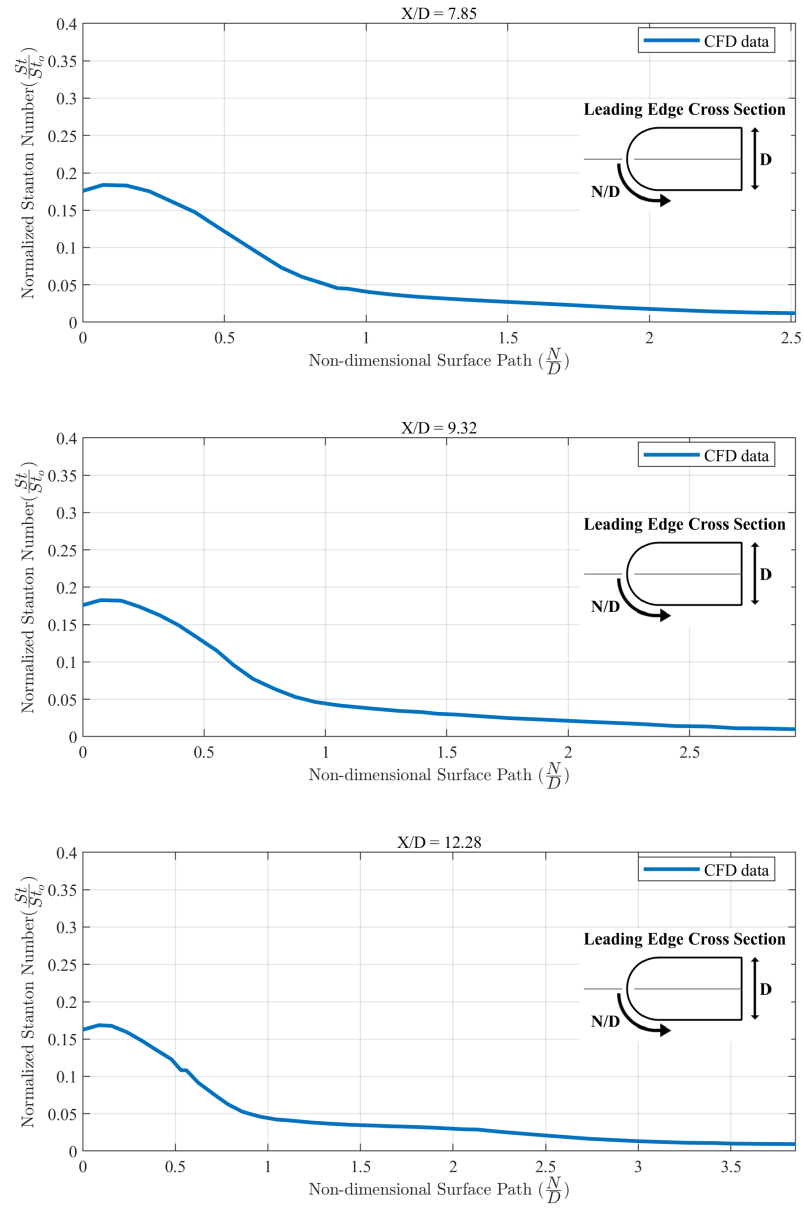 X/D = 7.85
0.4
0.35
0.3
0.25
0.2
0.15
0.1
0.05
0
Normalized Stanton Number(St/St_o)
CFD data
Leading Edge Cross Section
D
N/D
0 0.5 1 1.5 2 2.5
Non-dimensional Surface Path (N/D)
X/D = 9.32
0.4
0.35
0.3
0.25
0.2
0.15
0.1
0.05
0
Normalized Stanton Number(St/St_o)
CFD data
Leading Edge Cross Section
D
N/D
0 0.5 1 1.5 2 2.5
Non-dimensional Surface Path (N/D)
X/D = 12.28
0.4
0.35
0.3
0.25
0.2
0.15
0.1
0.05
0
Normalized Stanton Number(St/St_o)
CFD data
Leading Edge Cross Section
D
N/D
0 0.5 1 1.5 2 2.5 3 3.5
Non-dimensional Surface Path (N/D)